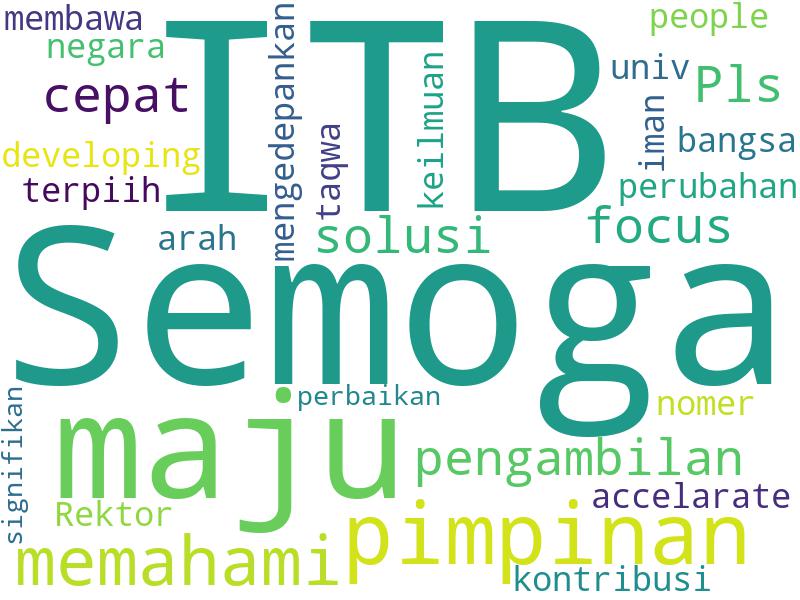 membawa
negara
cepat
developing
terpiih
ITB
mengedepankan
taqwa
keilmuan
people
univ
Pls
iman
bangsa
perubahan
focus
arah
solusi
Semoga
signifikan
maju
perbaikan
nomer
pengambilan
accelarate
Rektor
memahami
pimpinan
kontribusi